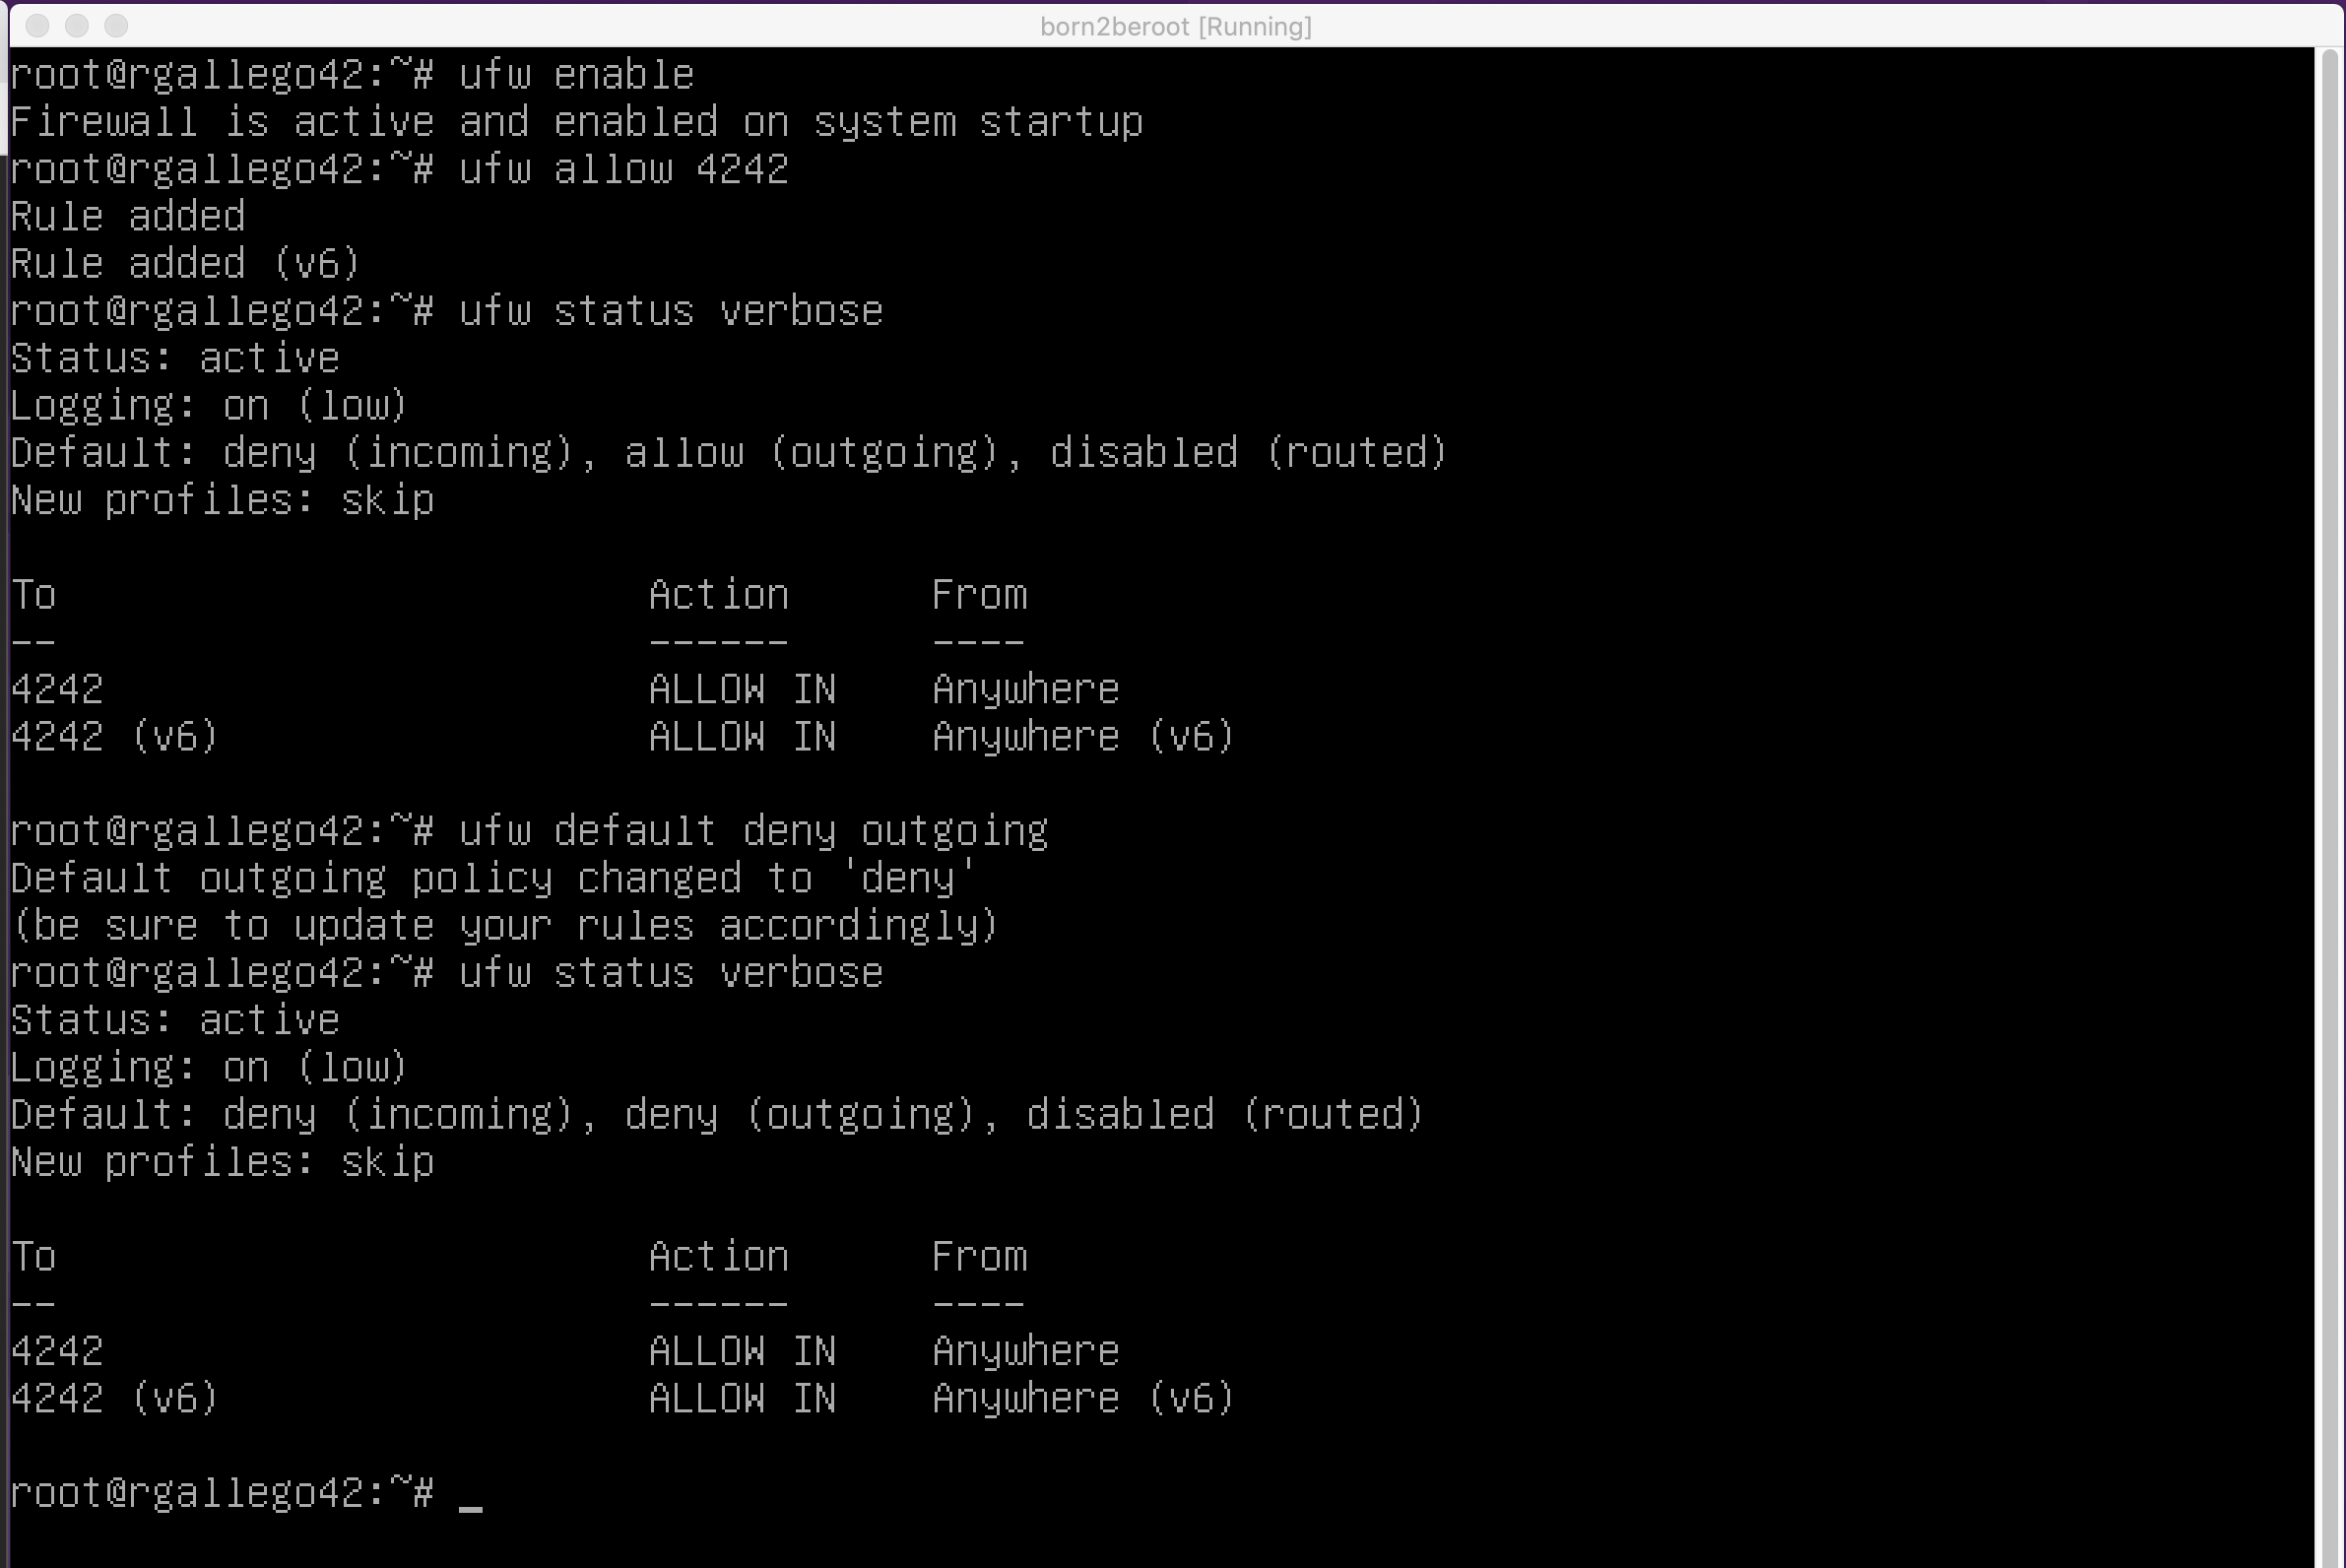 born2beroot [Running]
root@rgallego42:~# ufw enable
Firewall is active and enabled on system startup
root@rgallego42:~# ufw allow 4242
Rule added
Rule added (v6)
root@rgallego42:~# ufw status verbose
Status: active
Logging: on (low)
Default: deny (incoming), allow (outgoing), disabled (routed)
New profiles: skip
To                         Action      From
--                         ------      ----
4242                       ALLOW IN    Anywhere
4242 (v6)                  ALLOW IN    Anywhere (v6)
root@rgallego42:~# ufw default deny outgoing
Default outgoing policy changed to 'deny'
(be sure to update your rules accordingly)
root@rgallego42:~# ufw status verbose
Status: active
Logging: on (low)
Default: deny (incoming), deny (outgoing), disabled (routed)
New profiles: skip
To                         Action      From
--                         ------      ----
4242                       ALLOW IN    Anywhere
4242 (v6)                  ALLOW IN    Anywhere (v6)
root@rgallego42:~# _